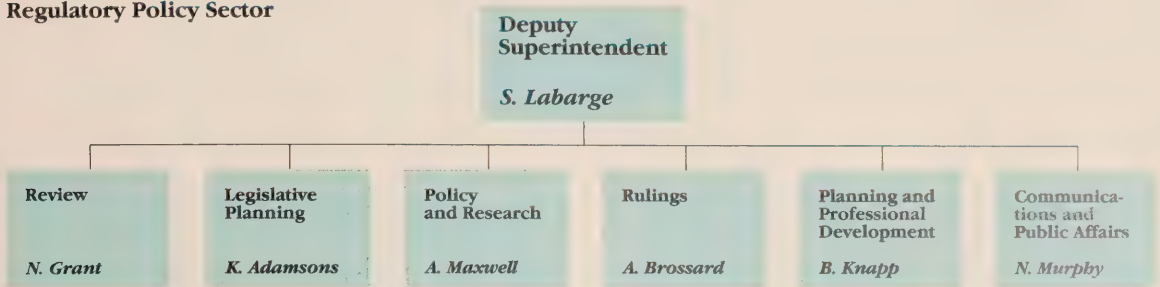 Regulatory Policy Sector
Deputy
Superintendent
S. Labarge
Review
N. Grant
Legislative
Planning
K. Adamsons
Policy
and Research
A. Maxwell
Rulings
A. Brossard
Planning and
Professional
Development
B. Knapp
Communica-
tions and
Public Affairs
N. Murphy